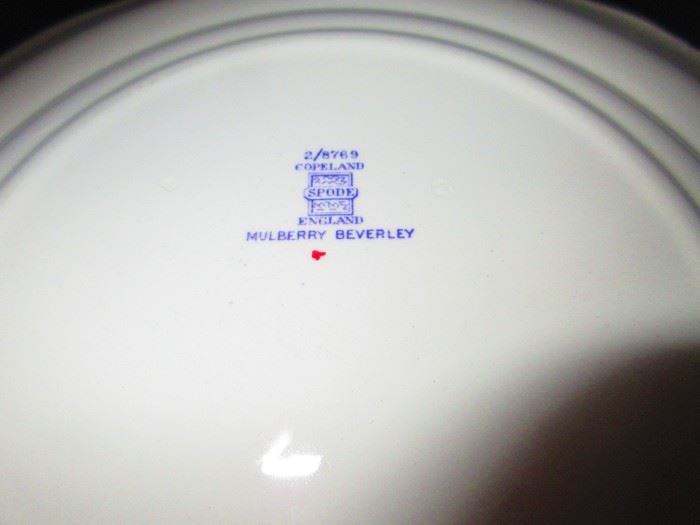 2/8769
COPELAND
SPODE
ENGLAND
MULBERRY BEVERLEY